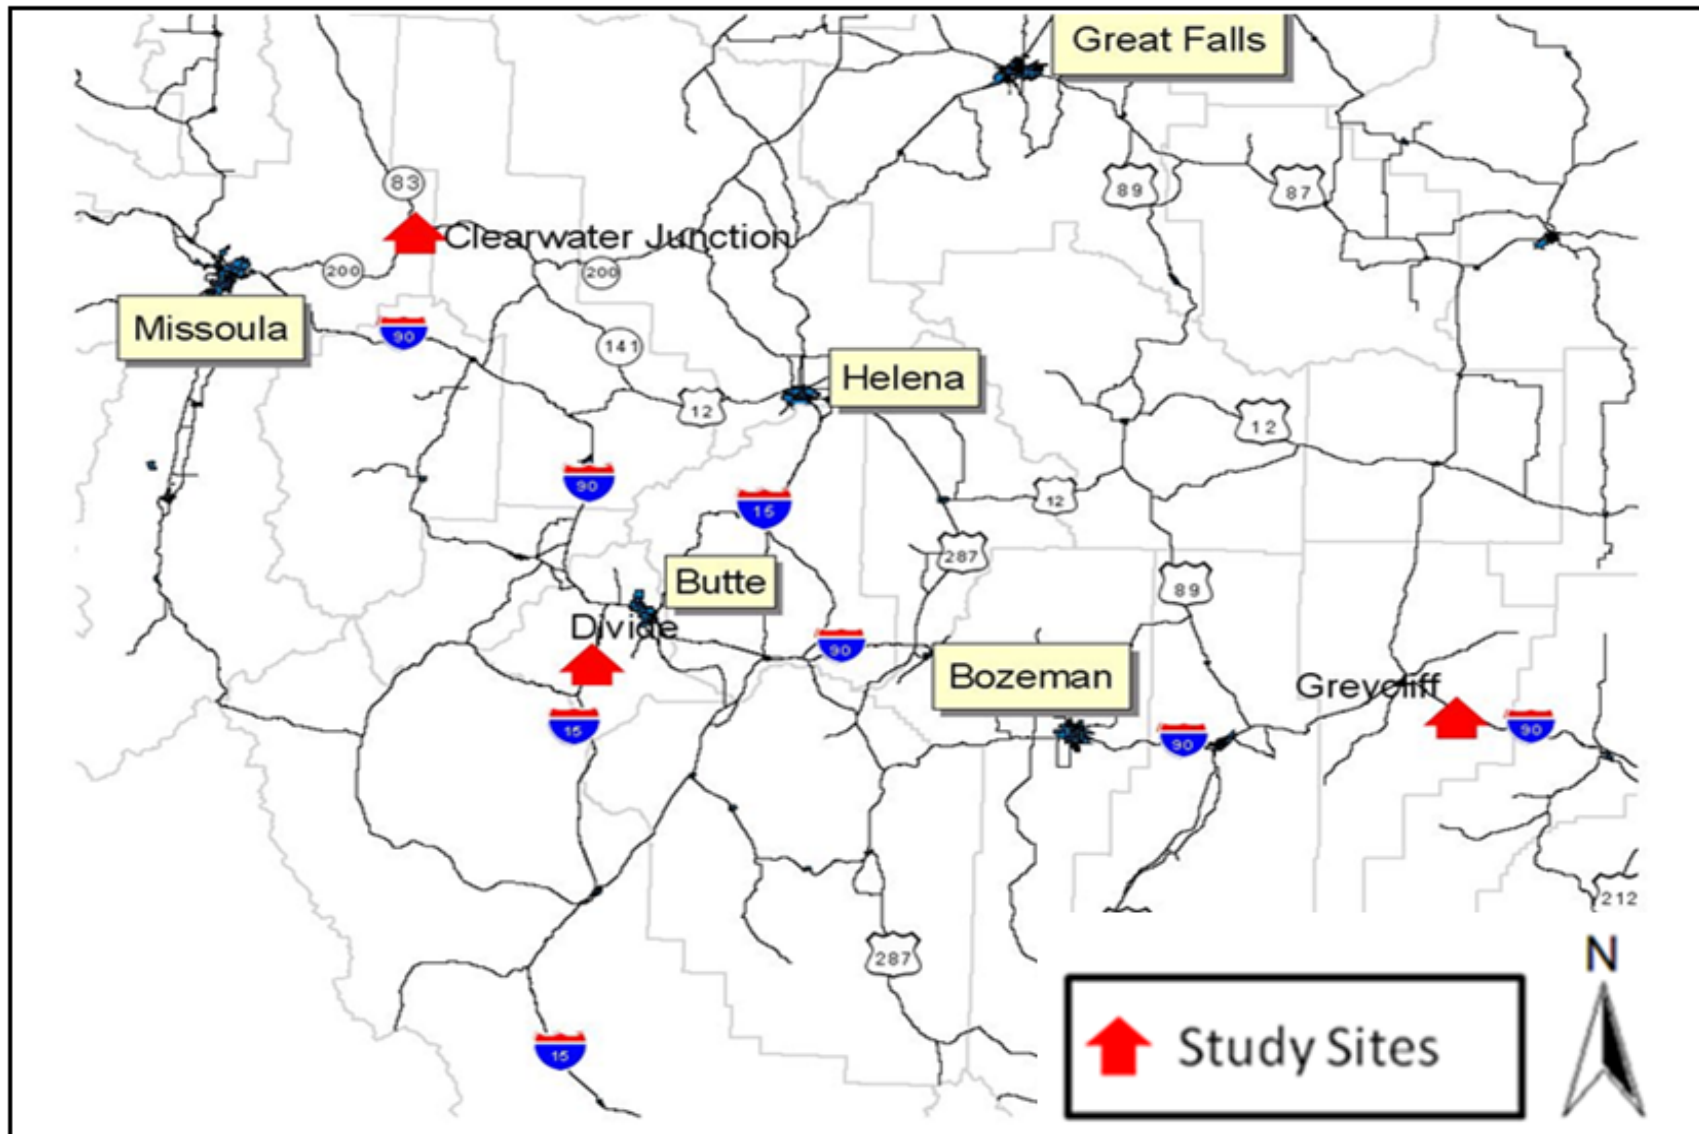 Great Falls
83
89
87
Clearwater Junction
200
200
Missoula
90
141
Helena
12
12
90
15
12
287
Butte
89
Divide
90
Bozeman
Greycliff
15
90
90
212
287
N
Study Sites
15